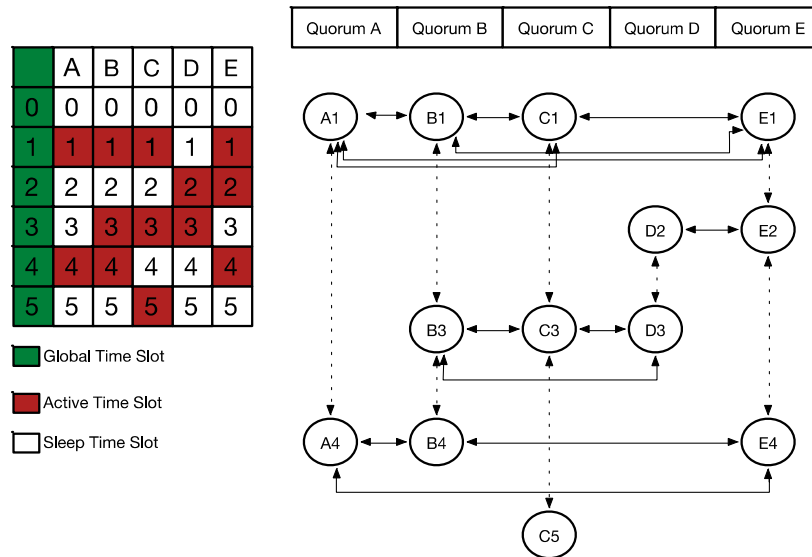 Quorum A Quorum B Quorum C Quorum D Quorum E
A B C D E
0 0 0 0 0 0
1 1 1 1 1 1
2 2 2 2 2 2
3 3 3 3 3 3
4 4 4 4 4 4
5 5 5 5 5 5
Global Time Slot
Active Time Slot
Sleep Time Slot
A1 B1 C1 E1
D2 E2
B3 C3 D3
A4 B4 E4
C5